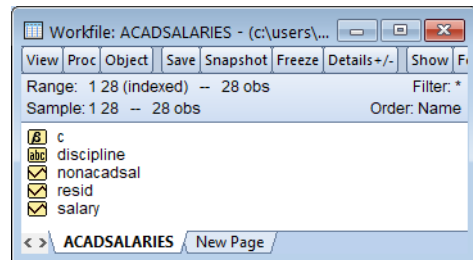 Workfile: ACADSALARIES - (c:\users\...
View Proc Object Save Snapshot Freeze Details+/- Show F
Range: 1 28 (indexed) -- 28 obs Filter: *
Sample: 1 28 -- 28 obs Order: Name
β c
abc discipline
nonacadsal
resid
salary
< > ACADSALARIES New Page